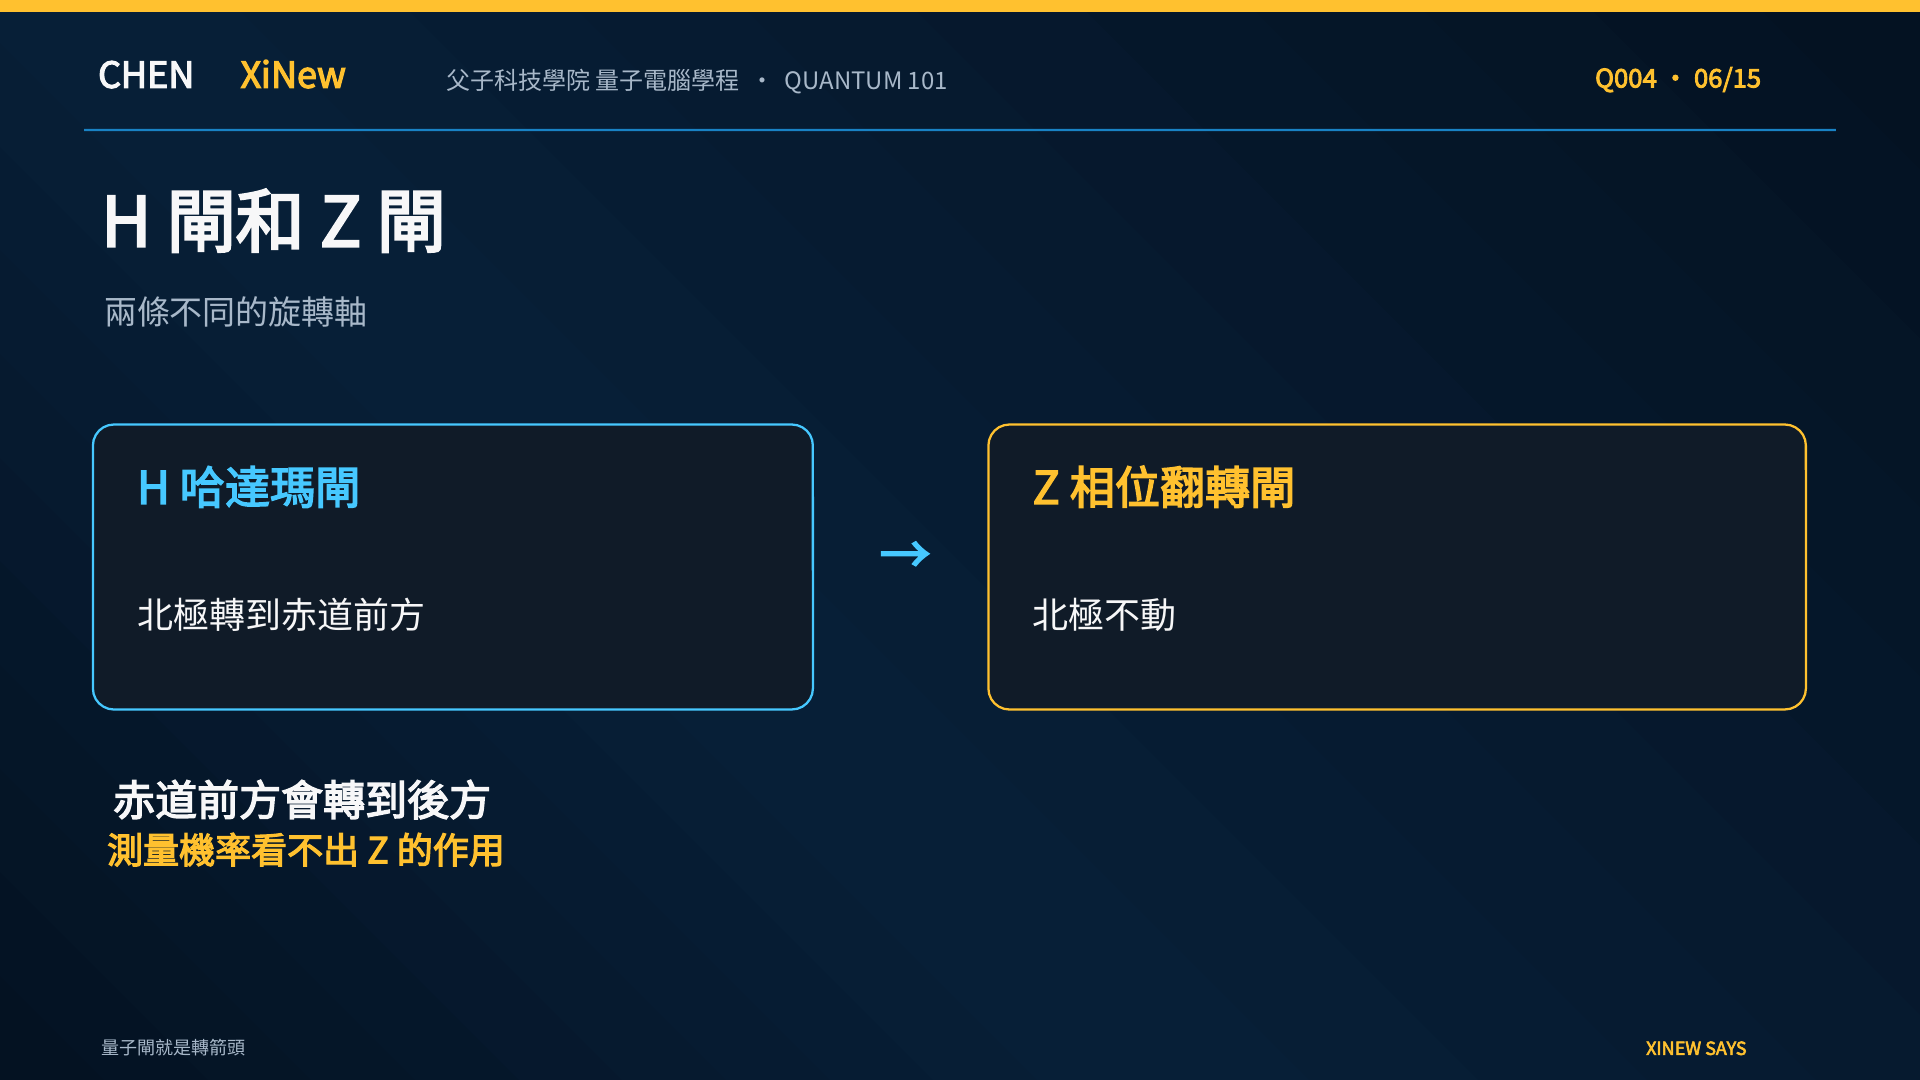 CHEN XiNew 父子科技學院 量子電腦學程 • QUANTUM 101 Q004 • 06/15
H 閘和 Z 閘
兩條不同的旋轉軸
H 哈達瑪閘
北極轉到赤道前方
→
Z 相位翻轉閘
北極不動
赤道前方會轉到後方
測量機率看不出 Z 的作用
量子閘就是轉箭頭
XINEW SAYS